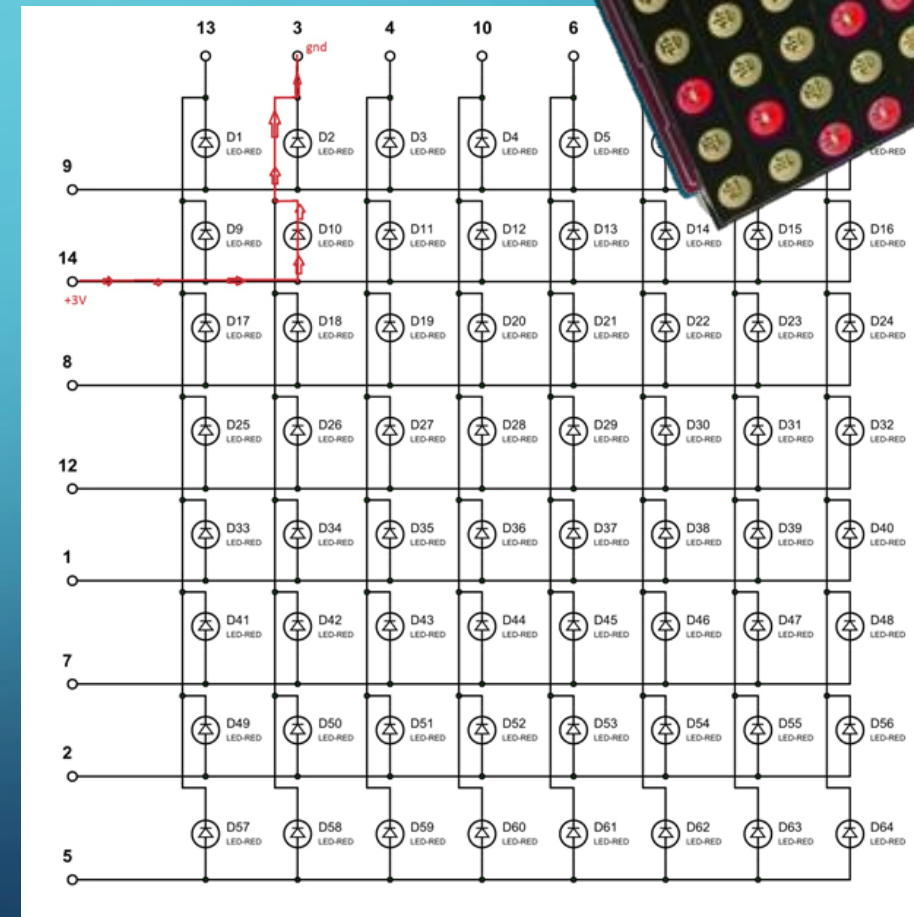 13 3 4 10 6
gnd
D1 D2 D3 D4 D5
LED-RED LED-RED LED-RED LED-RED LED-RED
9
D9 D10 D11 D12 D13 D14 D15 D16
LED-RED LED-RED LED-RED LED-RED LED-RED LED-RED LED-RED LED-RED
14
+3V
D17 D18 D19 D20 D21 D22 D23 D24
LED-RED LED-RED LED-RED LED-RED LED-RED LED-RED LED-RED LED-RED
8
D25 D26 D27 D28 D29 D30 D31 D32
LED-RED LED-RED LED-RED LED-RED LED-RED LED-RED LED-RED LED-RED
12
D33 D34 D35 D36 D37 D38 D39 D40
LED-RED LED-RED LED-RED LED-RED LED-RED LED-RED LED-RED LED-RED
1
D41 D42 D43 D44 D45 D46 D47 D48
LED-RED LED-RED LED-RED LED-RED LED-RED LED-RED LED-RED LED-RED
7
D49 D50 D51 D52 D53 D54 D55 D56
LED-RED LED-RED LED-RED LED-RED LED-RED LED-RED LED-RED LED-RED
2
D57 D58 D59 D60 D61 D62 D63 D64
LED-RED LED-RED LED-RED LED-RED LED-RED LED-RED LED-RED LED-RED
5